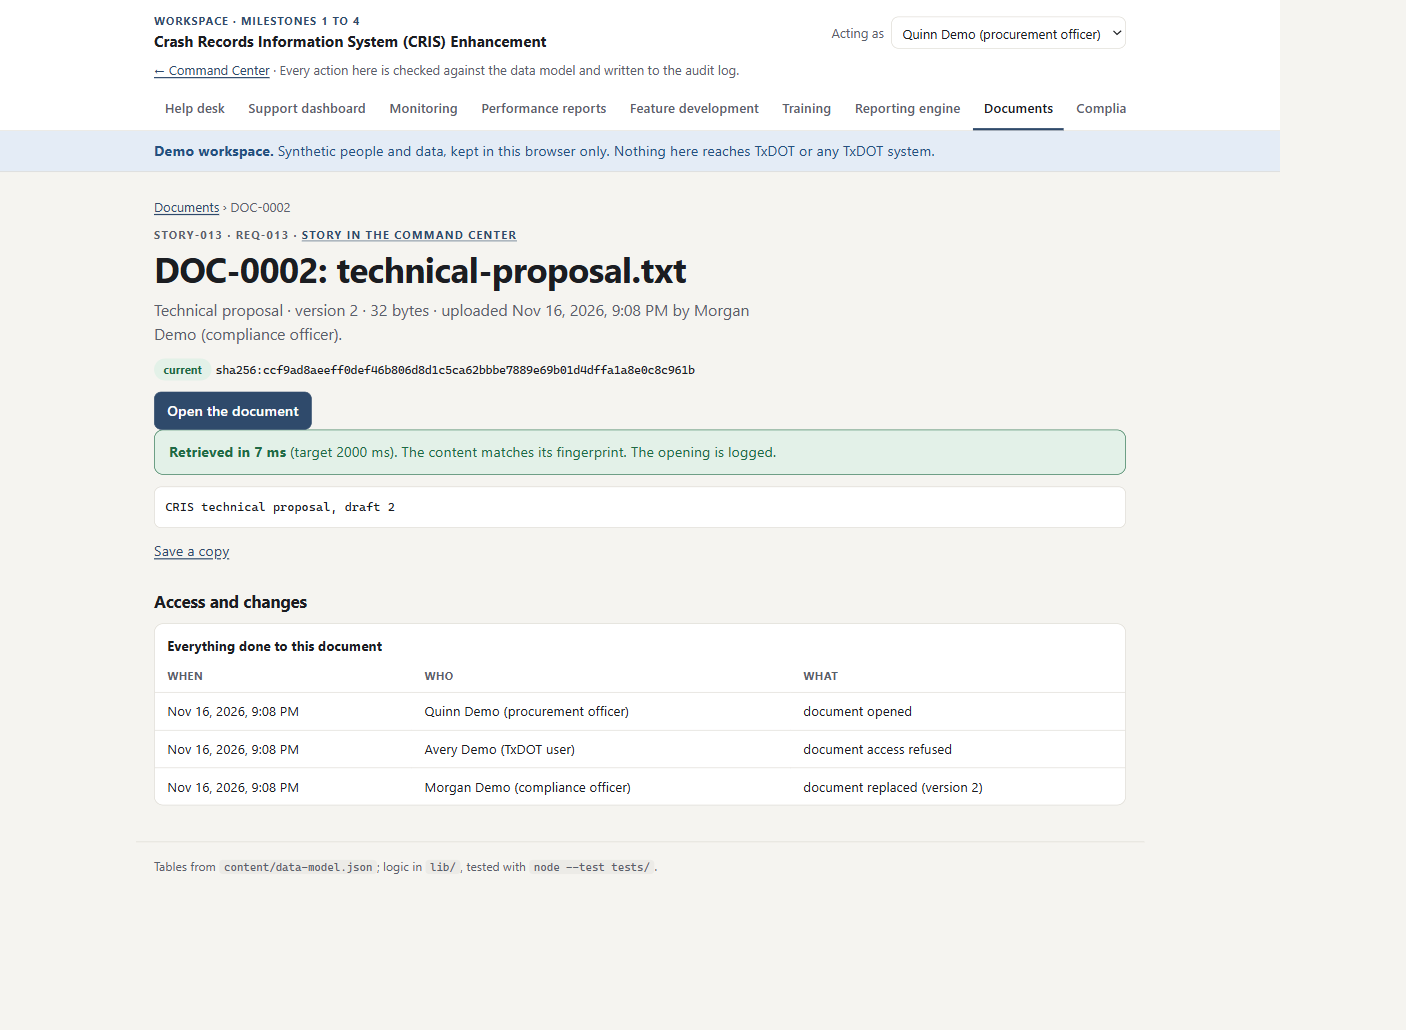 WORKSPACE · MILESTONES 1 TO 4
Crash Records Information System (CRIS) Enhancement
Acting as
Quinn Demo (procurement officer)
← Command Center · Every action here is checked against the data model and written to the audit log.
Help desk Support dashboard Monitoring Performance reports Feature development Training Reporting engine Documents Complia
Demo workspace. Synthetic people and data, kept in this browser only. Nothing here reaches TxDOT or any TxDOT system.
Documents › DOC-0002
STORY-013 · REQ-013 · STORY IN THE COMMAND CENTER
DOC-0002: technical-proposal.txt
Technical proposal · version 2 · 32 bytes · uploaded Nov 16, 2026, 9:08 PM by Morgan
Demo (compliance officer).
current sha256:ccf9ad8aeeff0def46b806d8d1c5ca62bbbe7889e69b01d4dffa1a8e0c8c961b
Open the document
Retrieved in 7 ms (target 2000 ms). The content matches its fingerprint. The opening is logged.
CRIS technical proposal, draft 2
Save a copy
Access and changes
Everything done to this document
WHEN WHO WHAT
Nov 16, 2026, 9:08 PM Quinn Demo (procurement officer) document opened
Nov 16, 2026, 9:08 PM Avery Demo (TxDOT user) document access refused
Nov 16, 2026, 9:08 PM Morgan Demo (compliance officer) document replaced (version 2)
Tables from content/data-model.json; logic in lib/, tested with node --test tests/.